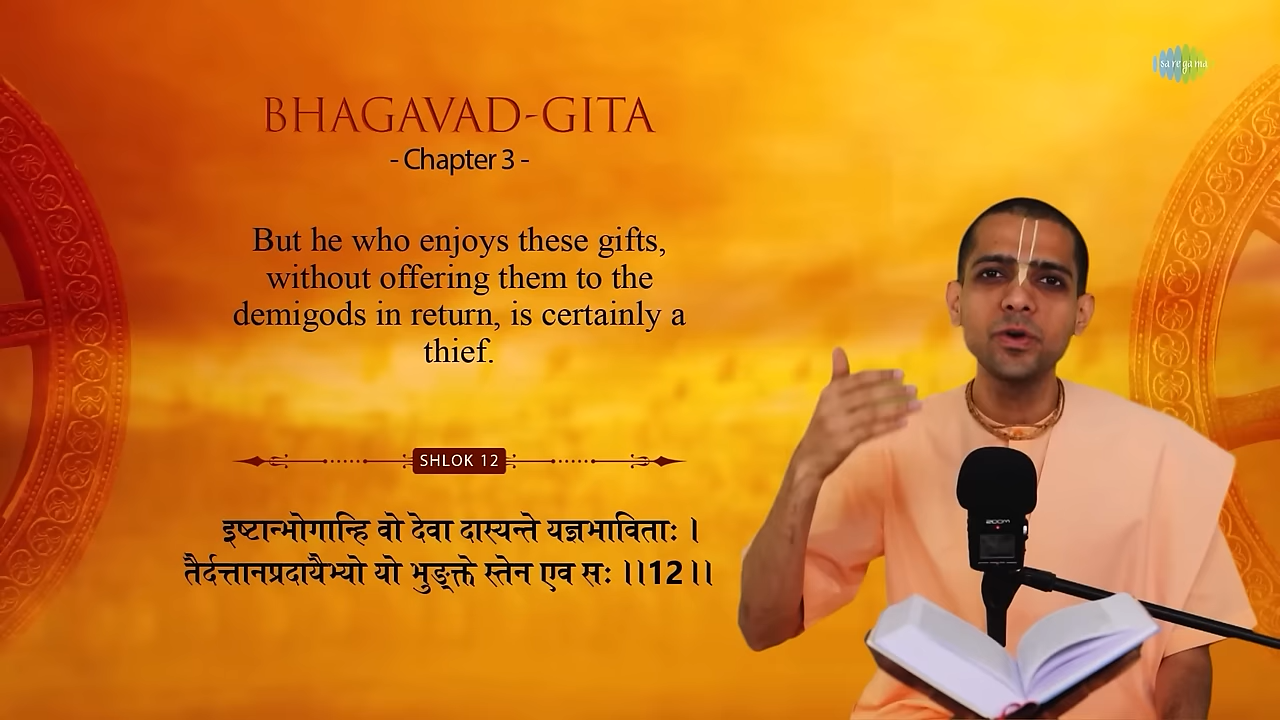 saregama
BHAGAVAD-GITA
- Chapter 3 -
But he who enjoys these gifts,
without offering them to the
demigods in return, is certainly a
thief.
SHLOK 12
इष्टान्भोगान्हि वो देवा दास्यन्ते यज्ञभाविताः ।
तैर्दत्तानप्रदायैभ्यो यो भुङ्क्ते स्तेन एव सः ।।12।।
zoom